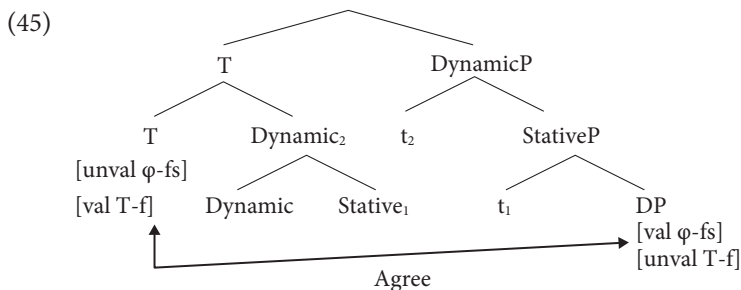 (45)
T DynamicP
T Dynamic₂ t₂ StativeP
[unval φ-fs]
[val T-f] Dynamic Stative₁ t₁ DP
[val φ-fs]
[unval T-f]
Agree